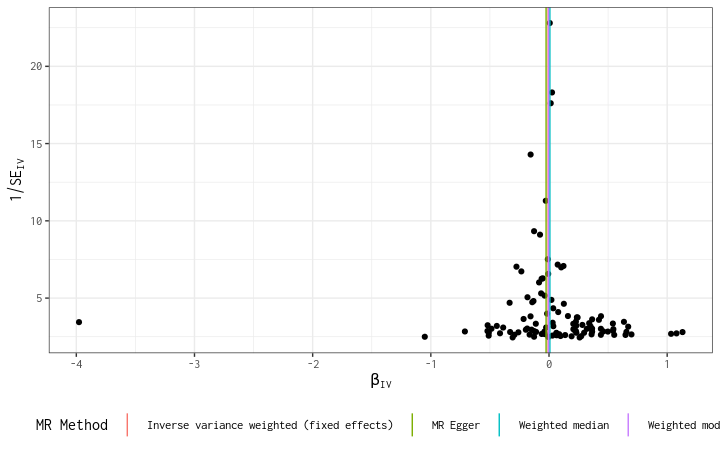 20
15
10
5
1/SE_IV
-4
-3
-2
-1
0
1
β_IV
MR Method
Inverse variance weighted (fixed effects)
MR Egger
Weighted median
Weighted mod